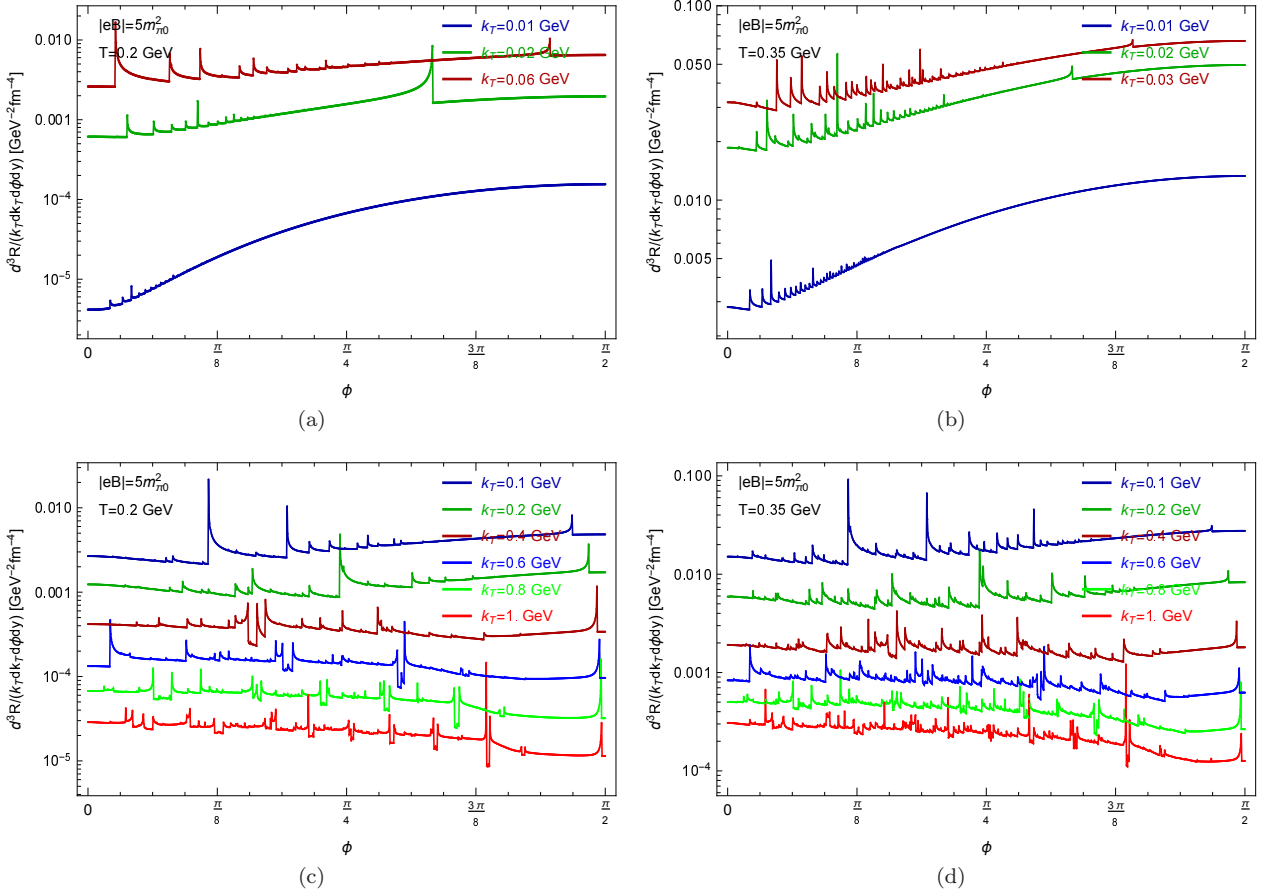 |eB|=5m²π0
T=0.2 GeV
kT=0.01 GeV
kT=0.02 GeV
kT=0.06 GeV
d³R/(kTdkTdϕdy) [GeV⁻²fm⁻⁴]
0.010
0.001
10⁻⁴
10⁻⁵
0
π/8
π/4
3π/8
π/2
ϕ
(a)
|eB|=5m²π0
T=0.35 GeV
kT=0.01 GeV
kT=0.02 GeV
kT=0.03 GeV
d³R/(kTdkTdϕdy) [GeV⁻²fm⁻⁴]
0.100
0.050
0.010
0.005
0
π/8
π/4
3π/8
π/2
ϕ
(b)
|eB|=5m²π0
T=0.2 GeV
kT=0.1 GeV
kT=0.2 GeV
kT=0.4 GeV
kT=0.6 GeV
kT=0.8 GeV
kT=1. GeV
d³R/(kTdkTdϕdy) [GeV⁻²fm⁻⁴]
0.010
0.001
10⁻⁴
10⁻⁵
0
π/8
π/4
3π/8
π/2
ϕ
(c)
|eB|=5m²π0
T=0.35 GeV
kT=0.1 GeV
kT=0.2 GeV
kT=0.4 GeV
kT=0.6 GeV
kT=0.8 GeV
kT=1. GeV
d³R/(kTdkTdϕdy) [GeV⁻²fm⁻⁴]
0.100
0.010
0.001
10⁻⁴
0
π/8
π/4
3π/8
π/2
ϕ
(d)